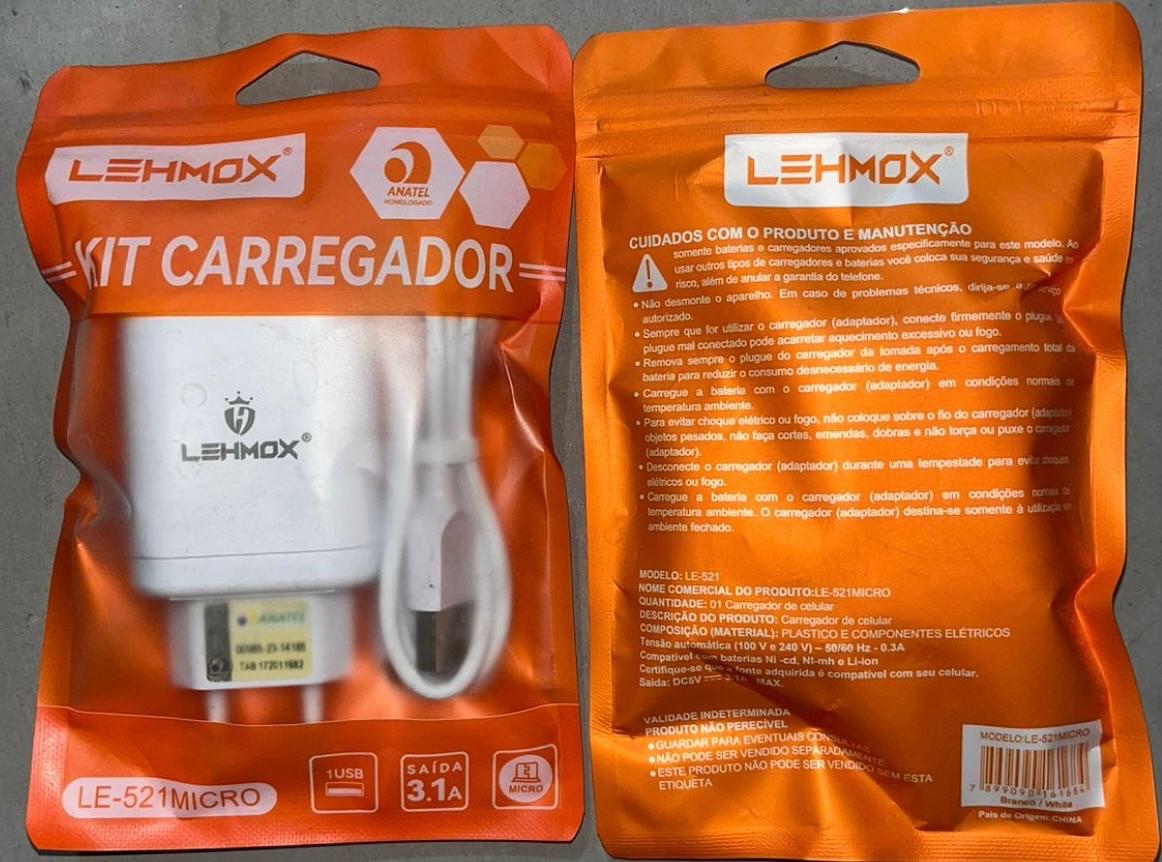 LEHMOX®
ANATEL
HOMOLOGADO
KIT CARREGADOR
LEHMOX®
ANATEL
00985-23-14185
TAB 172011682
LE-521MICRO
1USB
SAÍDA
3.1A
MICRO
LEHMOX®
CUIDADOS COM O PRODUTO E MANUTENÇÃO
somente baterias e carregadores aprovados especificamente para este modelo. Ao
usar outros tipos de carregadores e baterias você coloca sua segurança e saúde
risco, além de anular a garantia do telefone.
• Não desmonte o aparelho. Em caso de problemas técnicos, dirija-se
autorizado.
• Sempre que for utilizar o carregador (adaptador), conecte firmemente o plugue,
plugue mal conectado pode acarretar aquecimento excessivo ou fogo.
• Remova sempre o plugue do carregador da tomada após o carregamento total da
bateria para reduzir o consumo desnecessário de energia.
• Carregue a bateria com o carregador (adaptador) em condições normais de
temperatura ambiente.
• Para evitar choque elétrico ou fogo, não coloque sobre o fio do carregador (adaptador)
objetos pesados, não faça cortes, emendas, dobras e não torça ou puxe o carregador
(adaptador).
• Desconecte o carregador (adaptador) durante uma tempestade para evitar choques
elétricos ou fogo.
• Carregue a bateria com o carregador (adaptador) em condições normais de
temperatura ambiente. O carregador (adaptador) destina-se somente à utilização em
ambiente fechado.
MODELO: LE-521
NOME COMERCIAL DO PRODUTO:LE-521MICRO
QUANTIDADE: 01 Carregador de celular
DESCRIÇÃO DO PRODUTO: Carregador de celular
COMPOSIÇÃO (MATERIAL): PLASTICO E COMPONENTES ELÉTRICOS
Tensão automática (100 V e 240 V) – 50/60 Hz - 0.3A
Compatível com baterias Ni -cd, NI-mh e Li-ion
Certifique-se que a fonte adquirida é compatível com seu celular.
Saida: DC5V 3.1A MAX.
VALIDADE INDETERMINADA
PRODUTO NÃO PERECÍVEL
• GUARDAR PARA EVENTUAIS CONSULTAS
• NÃO PODE SER VENDIDO SEPARADAMENTE
• ESTE PRODUTO NÃO PODE SER VENDIDO SEM ESTA
ETIQUETA
MODELO:LE-521MICRO
7 899090 161684
Branco / White
País de Origem:CHINA